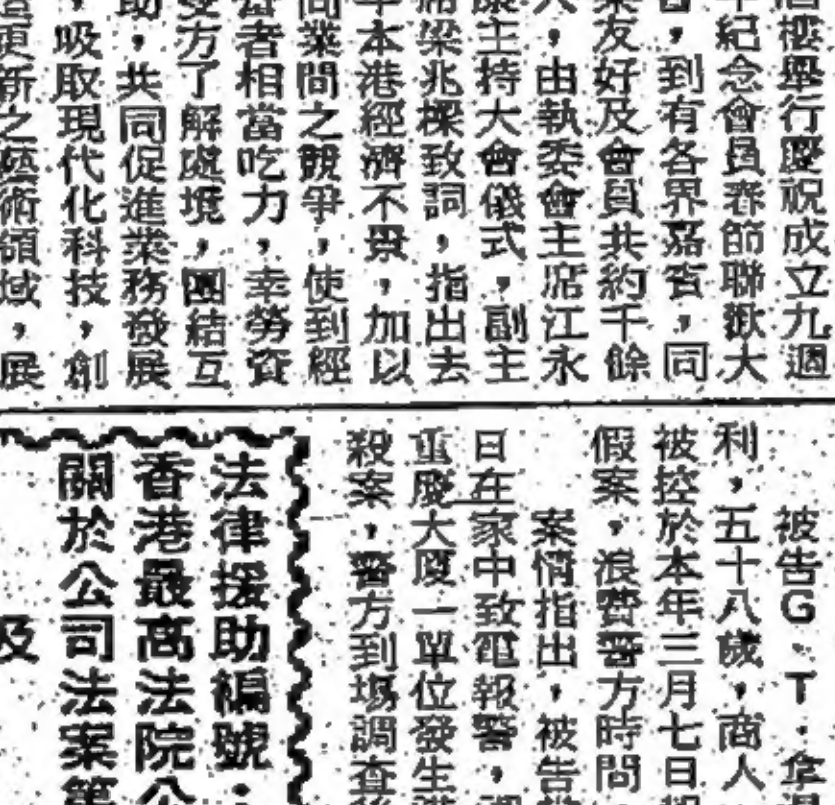 酒樓舉行慶祝成立九週
年紀念會員春節聯歡大
會，到有各界嘉賓，同
業友好及會員共約千餘
人，由執委會主席江永
康主持大會儀式，副主
席梁兆樑致詞，指出去
年本港經濟不景，加以
同業間之競爭，使到經
營者相當吃力，幸勞資
雙方了解處境，團結互
助，共同促進業務發展
，吸取現代化科技，創
造更新之藝術領域，展
被告G．T．拿
利，五十八歲，商人
被控於本年三月七日報
假案，浪費警方時間
案情指出，被告
日在家中致電報警，
重慶大廈一單位發生
殺案，警方到場調查後
法律援助編號：
香港最高法院公
關於公司法案第
及